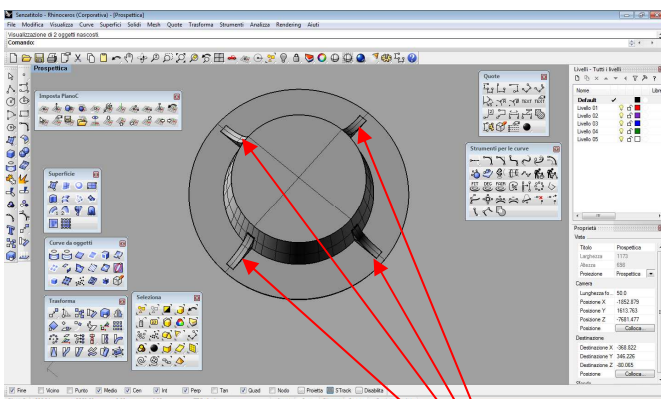 Senzatitolo - Rhinoceros (Corporativa) - [Prospettica]
File Modifica Visualizza Curve Superfici Solidi Mesh Quote Trasforma Strumenti Analizza Rendering Aiuti
Visualizzazione di 2 oggetti nascosti.
Comando:
Prospettica
Imposta PianoC
Superficie
Curve da oggetti
Trasforma
Seleziona
Quote
Strumenti per le curve
Livelli - Tutti i livelli
Nome
Default
Livello 01
Livello 02
Livello 03
Livello 04
Livello 05
Proprietà
Vista
Titolo Prospettica
Larghezza 1173
Altezza 698
Proiezione Prospettica
Camera
Lunghezza fo... 50.0
Posizione X -1852.879
Posizione Y 1613.763
Posizione Z -7681.477
Posizione Colloca...
Destinazione
Destinazione X -360.822
Destinazione Y 346.226
Destinazione Z -80.065
Posizione Colloca...
Fine Vicino Punto Medio Cen Int Perp Tan Quad Nodo Proietta STrack Disabilita